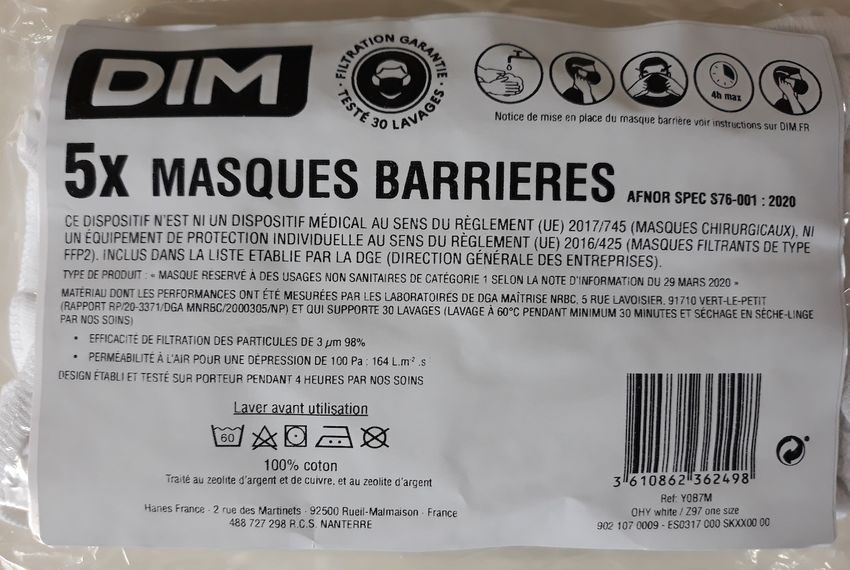 DIM
· FILTRATION GARANTIE ·
TESTÉ 30 LAVAGES
4h max
Notice de mise en place du masque barrière voir instructions sur DIM.FR
5x MASQUES BARRIERES AFNOR SPEC S76-001 : 2020
CE DISPOSITIF N'EST NI UN DISPOSITIF MÉDICAL AU SENS DU RÈGLEMENT (UE) 2017/745 (MASQUES CHIRURGICAUX). NI
UN ÉQUIPEMENT DE PROTECTION INDIVIDUELLE AU SENS DU RÈGLEMENT (UE) 2016/425 (MASQUES FILTRANTS DE TYPE
FFP2). INCLUS DANS LA LISTE ETABLIE PAR LA DGE (DIRECTION GÉNÉRALE DES ENTREPRISES).
TYPE DE PRODUIT : « MASQUE RESERVÉ À DES USAGES NON SANITAIRES DE CATÉGORIE 1 SELON LA NOTE D'INFORMATION DU 29 MARS 2020 »
MATÉRIAU DONT LES PERFORMANCES ONT ÉTÉ MESURÉES PAR LES LABORATOIRES DE DGA MAÎTRISE NRBC, 5 RUE LAVOISIER, 91710 VERT-LE-PETIT
(RAPPORT RP/20-3371/DGA MNRBC/2000305/NP) ET QUI SUPPORTE 30 LAVAGES (LAVAGE À 60°C PENDANT MINIMUM 30 MINUTES ET SÉCHAGE EN SÈCHE-LINGE
PAR NOS SOINS)
• EFFICACITÉ DE FILTRATION DES PARTICULES DE 3 µm 98%
• PERMÉABILITÉ À L'AIR POUR UNE DÉPRESSION DE 100 Pa : 164 L.m⁻² .s
DESIGN ÉTABLI ET TESTÉ SUR PORTEUR PENDANT 4 HEURES PAR NOS SOINS
Laver avant utilisation
60
100% coton
Traité au zeolite d'argent et de cuivre, et au zeolite d'argent
Hanes France · 2 rue des Martinets · 92500 Rueil-Malmaison · France
488 727 298 R.C.S. NANTERRE
3 610862 362498
Ref: Y0B7M
OHY white / Z97 one size
902 107 0009 - ES0317 000 SKXX00 00